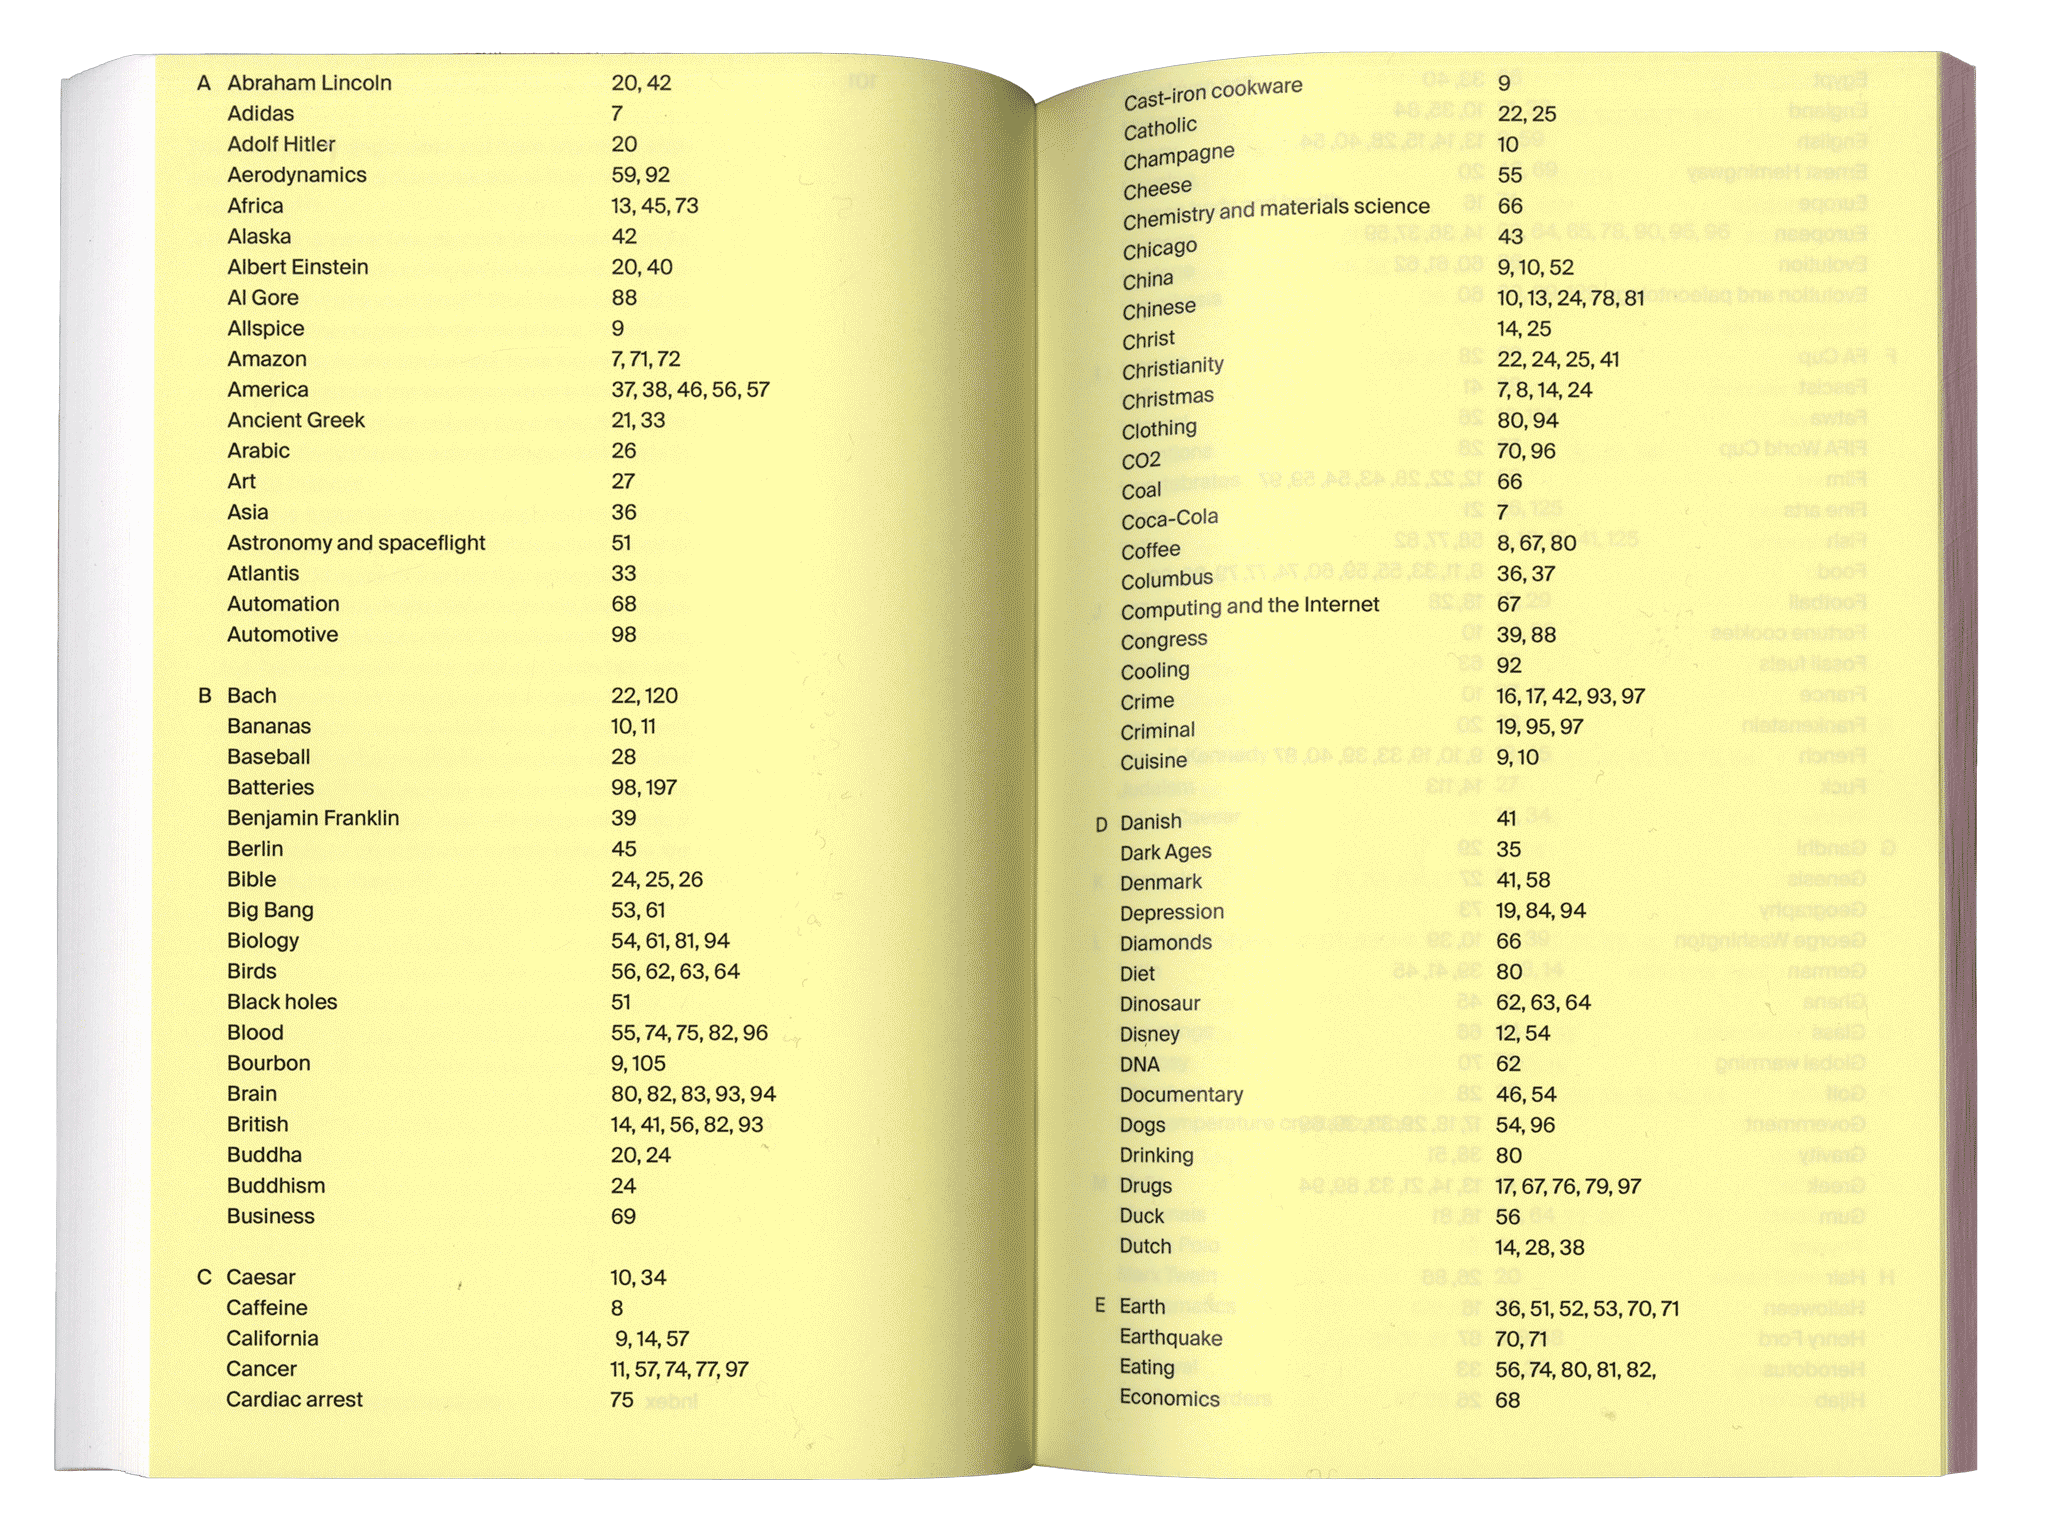 A Abraham Lincoln 20, 42
Adidas 7
Adolf Hitler 20
Aerodynamics 59, 92
Africa 13, 45, 73
Alaska 42
Albert Einstein 20, 40
Al Gore 88
Allspice 9
Amazon 7, 71, 72
America 37, 38, 46, 56, 57
Ancient Greek 21, 33
Arabic 26
Art 27
Asia 36
Astronomy and spaceflight 51
Atlantis 33
Automation 68
Automotive 98
B Bach 22, 120
Bananas 10, 11
Baseball 28
Batteries 98, 197
Benjamin Franklin 39
Berlin 45
Bible 24, 25, 26
Big Bang 53, 61
Biology 54, 61, 81, 94
Birds 56, 62, 63, 64
Black holes 51
Blood 55, 74, 75, 82, 96
Bourbon 9, 105
Brain 80, 82, 83, 93, 94
British 14, 41, 56, 82, 93
Buddha 20, 24
Buddhism 24
Business 69
C Caesar 10, 34
Caffeine 8
California 9, 14, 57
Cancer 11, 57, 74, 77, 97
Cardiac arrest 75
Cast-iron cookware 9
Catholic 22, 25
Champagne 10
Cheese 55
Chemistry and materials science 66
Chicago 43
China 9, 10, 52
Chinese 10, 13, 24, 78, 81
Christ 14, 25
Christianity 22, 24, 25, 41
Christmas 7, 8, 14, 24
Clothing 80, 94
CO2 70, 96
Coal 66
Coca-Cola 7
Coffee 8, 67, 80
Columbus 36, 37
Computing and the Internet 67
Congress 39, 88
Cooling 92
Crime 16, 17, 42, 93, 97
Criminal 19, 95, 97
Cuisine 9, 10
D Danish 41
Dark Ages 35
Denmark 41, 58
Depression 19, 84, 94
Diamonds 66
Diet 80
Dinosaur 62, 63, 64
Disney 12, 54
DNA 62
Documentary 46, 54
Dogs 54, 96
Drinking 80
Drugs 17, 67, 76, 79, 97
Duck 56
Dutch 14, 28, 38
E Earth 36, 51, 52, 53, 70, 71
Earthquake 70, 71
Eating 56, 74, 80, 81, 82,
Economics 68